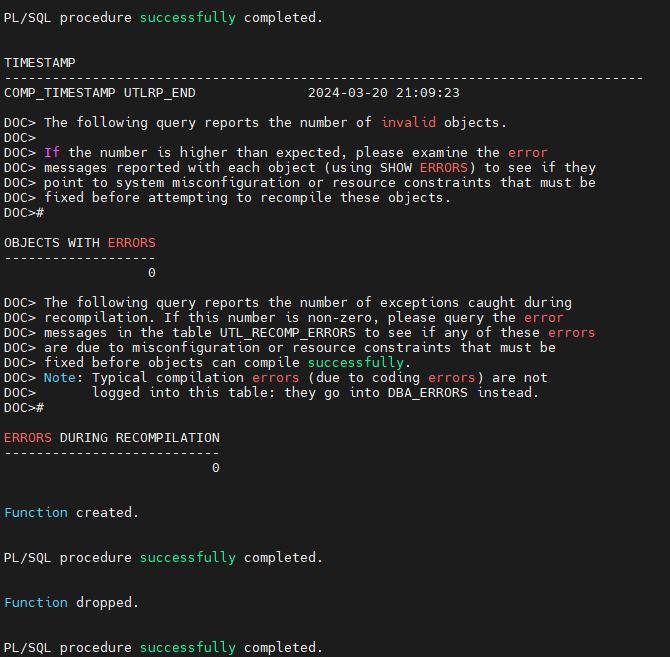 PL/SQL procedure successfully completed.
TIMESTAMP
--------------------------------------------------------------------------------
COMP_TIMESTAMP UTLRP_END              2024-03-20 21:09:23
DOC> The following query reports the number of invalid objects.
DOC>
DOC> If the number is higher than expected, please examine the error
DOC> messages reported with each object (using SHOW ERRORS) to see if they
DOC> point to system misconfiguration or resource constraints that must be
DOC> fixed before attempting to recompile these objects.
DOC>#
OBJECTS WITH ERRORS
-------------------
                  0
DOC> The following query reports the number of exceptions caught during
DOC> recompilation. If this number is non-zero, please query the error
DOC> messages in the table UTL_RECOMP_ERRORS to see if any of these errors
DOC> are due to misconfiguration or resource constraints that must be
DOC> fixed before objects can compile successfully.
DOC> Note: Typical compilation errors (due to coding errors) are not
DOC>       logged into this table: they go into DBA_ERRORS instead.
DOC>#
ERRORS DURING RECOMPILATION
---------------------------
                          0
Function created.
PL/SQL procedure successfully completed.
Function dropped.
PL/SQL procedure successfully completed.